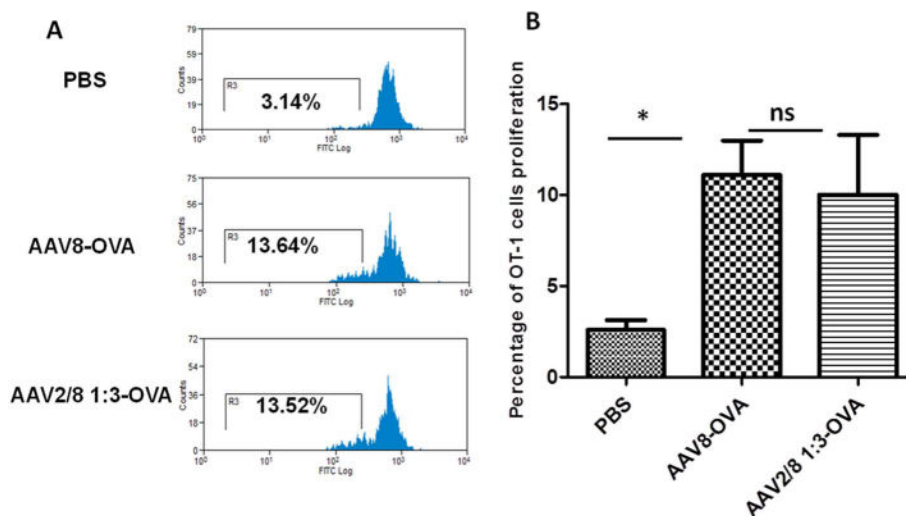 A
PBS
79
59
39
19
0
Counts
R3
3.14%
10⁰ 10¹ 10² 10³ 10⁴
FITC Log
AAV8-OVA
75
56
37
18
0
Counts
R3
13.64%
10⁰ 10¹ 10² 10³ 10⁴
FITC Log
AAV2/8 1:3-OVA
72
54
36
18
0
Counts
R3
13.52%
10⁰ 10¹ 10² 10³ 10⁴
FITC Log
B
Percentage of OT-1 cells proliferation
15
10
5
0
*
ns
PBS
AAV8-OVA
AAV2/8 1:3-OVA